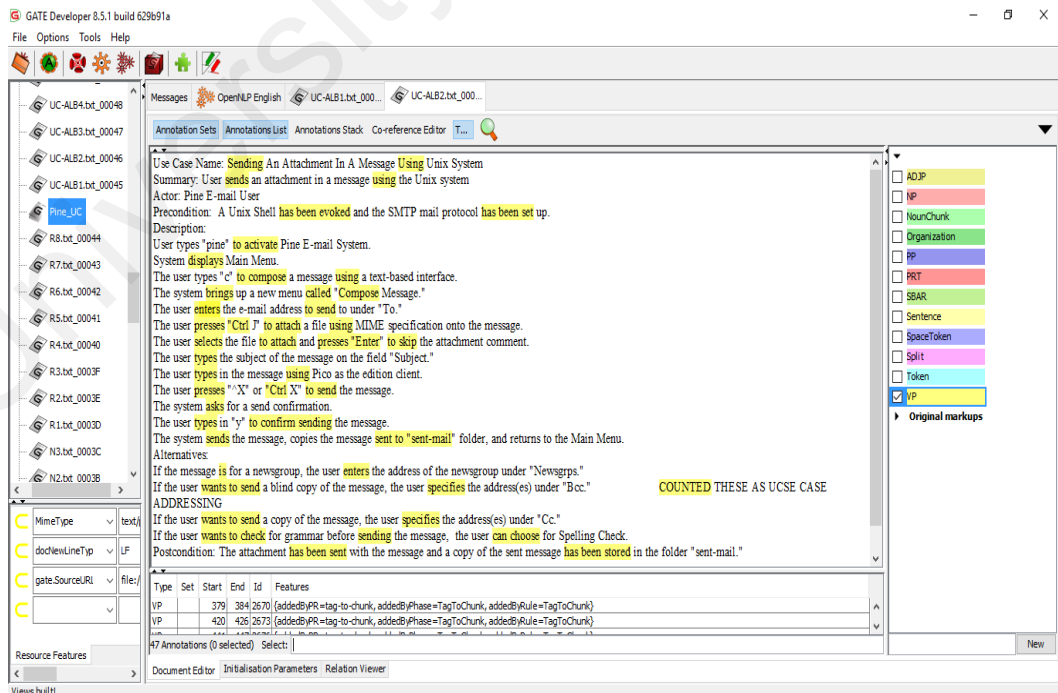 GATE Developer 8.5.1 build 629b91a
File Options Tools Help
UC-ALB4.txt_00048
UC-ALB3.txt_00047
UC-ALB2.txt_00046
UC-ALB1.txt_00045
Pine_UC
R8.txt_00044
R7.txt_00043
R6.txt_00042
R5.txt_00041
R4.txt_00040
R3.txt_0003F
R2.txt_0003E
R1.txt_0003D
N3.txt_0003C
N2.txt_0003B
MimeType text/
docNewLineTyp LF
gate.SourceURL file:/
Resource Features
Messages OpenNLP English UC-ALB1.txt_000... UC-ALB2.txt_000...
Annotation Sets Annotations List Annotations Stack Co-reference Editor T...
Use Case Name: Sending An Attachment In A Message Using Unix System
Summary: User sends an attachment in a message using the Unix system
Actor: Pine E-mail User
Precondition: A Unix Shell has been evoked and the SMTP mail protocol has been set up.
Description:
User types "pine" to activate Pine E-mail System.
System displays Main Menu.
The user types "c" to compose a message using a text-based interface.
The system brings up a new menu called "Compose Message."
The user enters the e-mail address to send to under "To."
The user presses "Ctrl J" to attach a file using MIME specification onto the message.
The user selects the file to attach and presses "Enter" to skip the attachment comment.
The user types the subject of the message on the field "Subject."
The user types in the message using Pico as the edition client.
The user presses "^X" or "Ctrl X" to send the message.
The system asks for a send confirmation.
The user types in "y" to confirm sending the message.
The system sends the message, copies the message sent to "sent-mail" folder, and returns to the Main Menu.
Alternatives:
If the message is for a newsgroup, the user enters the address of the newsgroup under "Newsgrps."
If the user wants to send a blind copy of the message, the user specifies the address(es) under "Bcc." COUNTED THESE AS UCSE CASE
ADDRESSING
If the user wants to send a copy of the message, the user specifies the address(es) under "Cc."
If the user wants to check for grammar before sending the message, the user can choose for Spelling Check.
Postcondition: The attachment has been sent with the message and a copy of the sent message has been stored in the folder "sent-mail."
ADJP
NP
NounChunk
Organization
PP
PRT
SBAR
Sentence
SpaceToken
Split
Token
VP
Original markups
Type Set Start End Id Features
VP 379 384 2670 {addedByPR=tag-to-chunk, addedByPhase=TagToChunk, addedByRule=TagToChunk}
VP 420 426 2673 {addedByPR=tag-to-chunk, addedByPhase=TagToChunk, addedByRule=TagToChunk}
47 Annotations (0 selected) Select:
New
Document Editor Initialisation Parameters Relation Viewer
Views built!